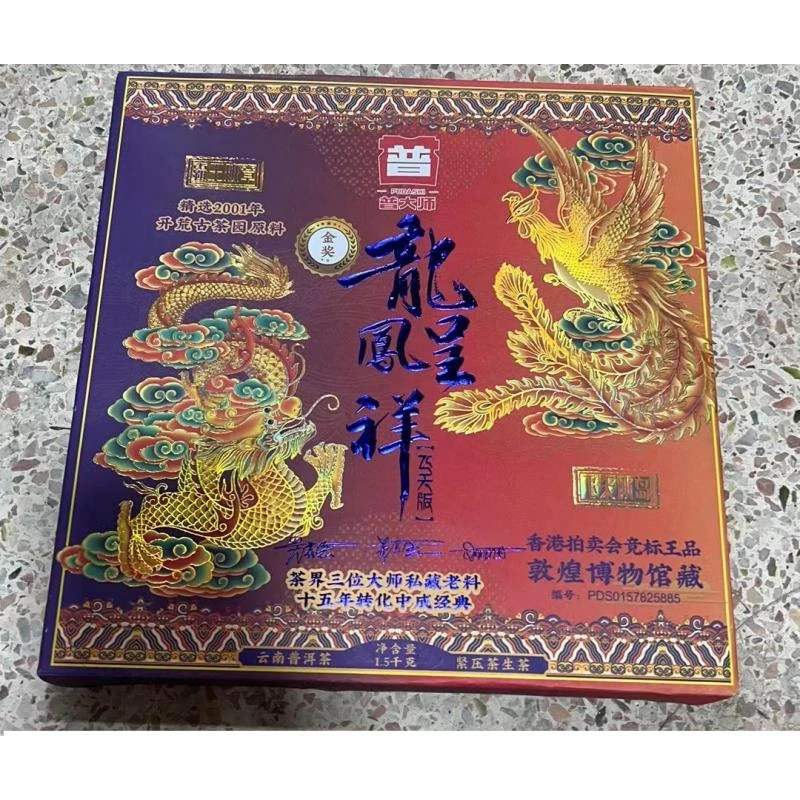 普
PUDASHI
普大师
精选2001年
开荒古茶园原料
金奖
龍鳳呈祥
【飞天版】
茶界三位大师私藏老料
十五年转化中成经典
香港拍卖会竞标王品
敦煌博物馆藏
编号：PDS0157825885
云南普洱茶
净含量
1.5千克
紧压茶生茶